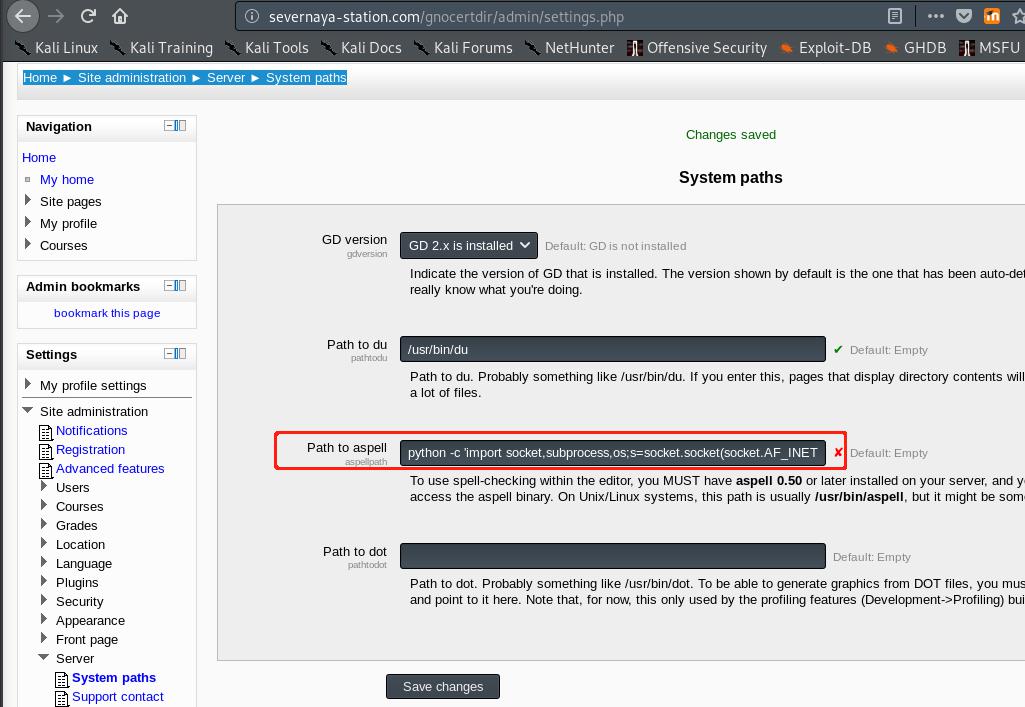 severnaya-station.com/gnocertdir/admin/settings.php
Kali Linux Kali Training Kali Tools Kali Docs Kali Forums NetHunter Offensive Security Exploit-DB GHDB MSFU
Home ► Site administration ► Server ► System paths
Navigation
Home
My home
Site pages
My profile
Courses
Admin bookmarks
bookmark this page
Settings
My profile settings
Site administration
Notifications
Registration
Advanced features
Users
Courses
Grades
Location
Language
Plugins
Security
Appearance
Front page
Server
System paths
Support contact
Changes saved
System paths
GD version
gdversion
GD 2.x is installed
Default: GD is not installed
Indicate the version of GD that is installed. The version shown by default is the one that has been auto-det
really know what you're doing.
Path to du
pathtodu
/usr/bin/du
✔ Default: Empty
Path to du. Probably something like /usr/bin/du. If you enter this, pages that display directory contents will
a lot of files.
Path to aspell
aspellpath
python -c 'import socket,subprocess,os;s=socket.socket(socket.AF_INET
✘ Default: Empty
To use spell-checking within the editor, you MUST have aspell 0.50 or later installed on your server, and y
access the aspell binary. On Unix/Linux systems, this path is usually /usr/bin/aspell, but it might be som
Path to dot
pathtodot
Default: Empty
Path to dot. Probably something like /usr/bin/dot. To be able to generate graphics from DOT files, you mus
and point to it here. Note that, for now, this only used by the profiling features (Development->Profiling) bui
Save changes